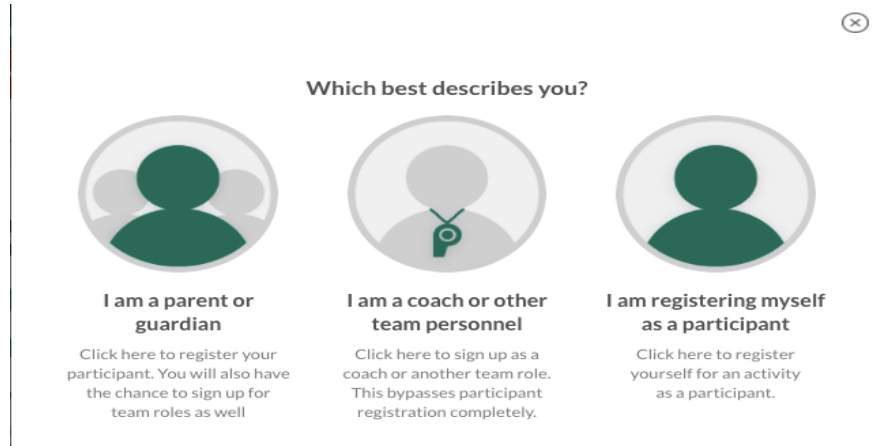 Which best describes you?
I am a parent or
guardian
Click here to register your
participant. You will also have
the chance to sign up for
team roles as well
I am a coach or other
team personnel
Click here to sign up as a
coach or another team role.
This bypasses participant
registration completely.
I am registering myself
as a participant
Click here to register
yourself for an activity
as a participant.